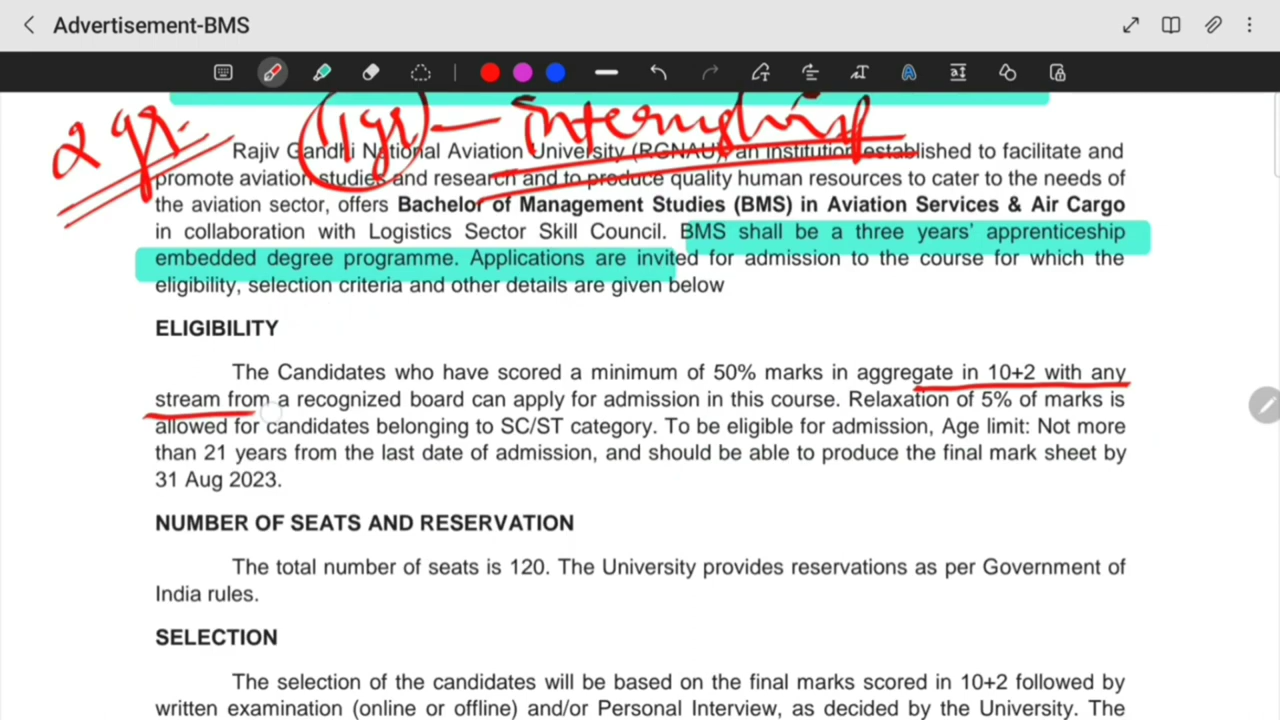 Advertisement-BMS
2 yr. (1yr) — internship
Rajiv Gandhi National Aviation University (RGNAU), an institution established to facilitate and
promote aviation studies and research and to produce quality human resources to cater to the needs of
the aviation sector, offers Bachelor of Management Studies (BMS) in Aviation Services & Air Cargo
in collaboration with Logistics Sector Skill Council. BMS shall be a three years' apprenticeship
embedded degree programme. Applications are invited for admission to the course for which the
eligibility, selection criteria and other details are given below
ELIGIBILITY
The Candidates who have scored a minimum of 50% marks in aggregate in 10+2 with any
stream from a recognized board can apply for admission in this course. Relaxation of 5% of marks is
allowed for candidates belonging to SC/ST category. To be eligible for admission, Age limit: Not more
than 21 years from the last date of admission, and should be able to produce the final mark sheet by
31 Aug 2023.
NUMBER OF SEATS AND RESERVATION
The total number of seats is 120. The University provides reservations as per Government of
India rules.
SELECTION
The selection of the candidates will be based on the final marks scored in 10+2 followed by
written examination (online or offline) and/or Personal Interview, as decided by the University. The